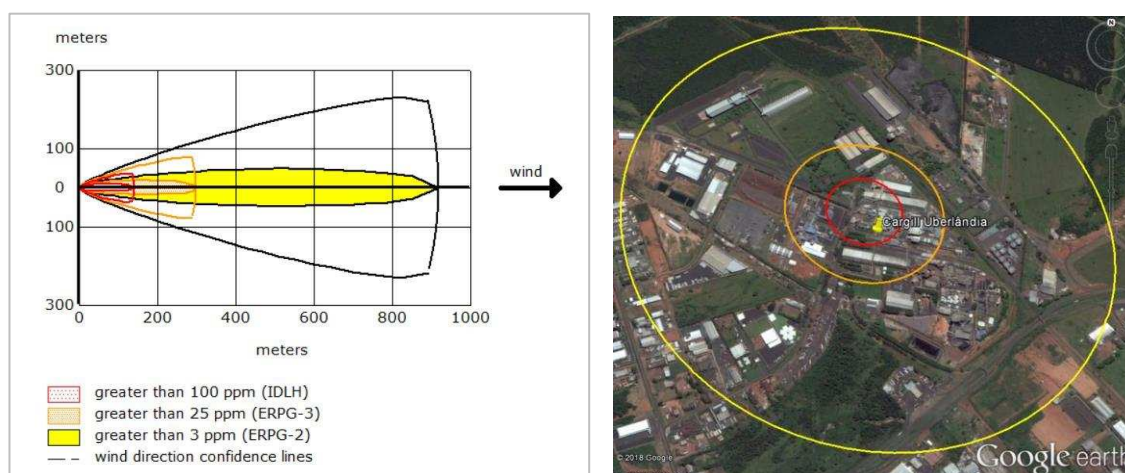 meters
300
100
0
100
300
0
200
400
600
800
1000
wind
meters
greater than 100 ppm (IDLH)
greater than 25 ppm (ERPG-3)
greater than 3 ppm (ERPG-2)
wind direction confidence lines
N
Cargill Uberlândia
© 2018 Google
Google earth